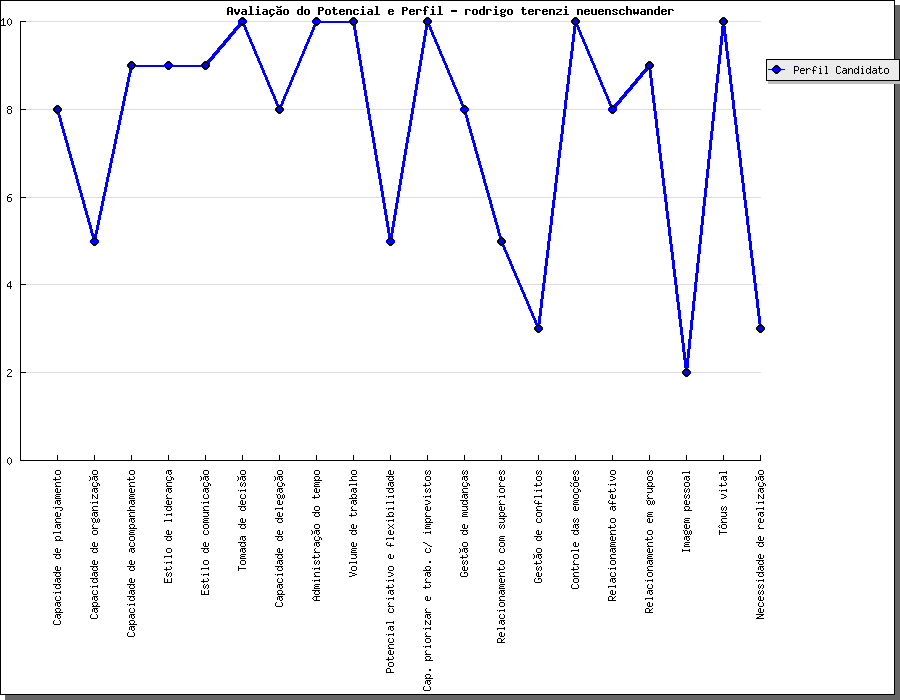 Avaliação do Potencial e Perfil - rodrigo terenzi neuenschwander
Perfil Candidato
10
8
6
4
2
0
Capacidade de planejamento
Capacidade de organização
Capacidade de acompanhamento
Estilo de liderança
Estilo de comunicação
Tomada de decisão
Capacidade de delegação
Administração do tempo
Volume de trabalho
Potencial criativo e flexibilidade
Cap. priorizar e trab. c/ imprevistos
Gestão de mudanças
Relacionamento com superiores
Gestão de conflitos
Controle das emoções
Relacionamento afetivo
Relacionamento em grupos
Imagem pessoal
Tônus vital
Necessidade de realização